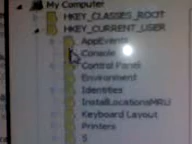 My Computer
HKEY_CLASSES_ROOT
HKEY_CURRENT_USER
AppEvents
Console
Control Panel
Environment
Identities
InstallLocationsMRU
Keyboard Layout
Printers
S